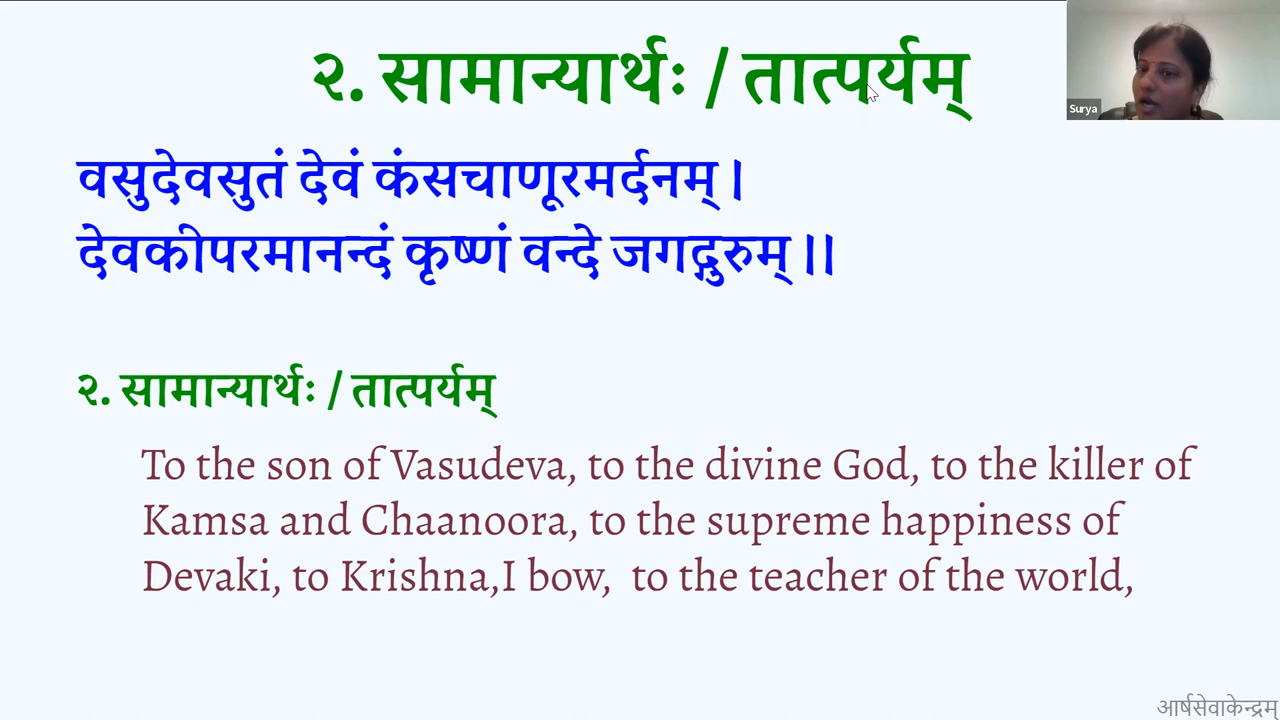 २. सामान्यार्थः / तात्पर्यम्
Surya
वसुदेवसुतं देवं कंसचाणूरमर्दनम् ।
देवकीपरमानन्दं कृष्णं वन्दे जगद्गुरुम् ।।
२. सामान्यार्थः / तात्पर्यम्
To the son of Vasudeva, to the divine God, to the killer of
Kamsa and Chaanoora, to the supreme happiness of
Devaki, to Krishna,I bow,  to the teacher of the world,
आर्षसेवाकेन्द्रम्